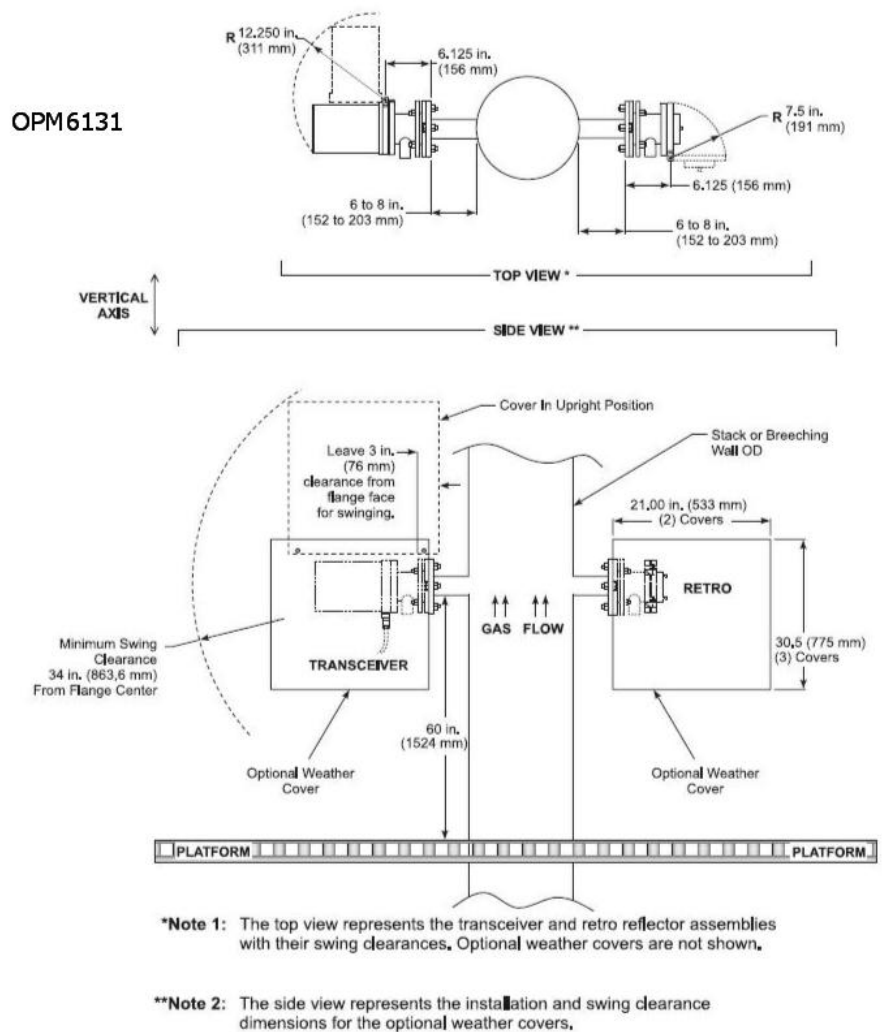 R 12.250 in.
(311 mm)
6.125 in.
(156 mm)
OPM6131
R 7.5 in.
(191 mm)
6.125 (156 mm)
6 to 8 in.
(152 to 203 mm)
6 to 8 in.
(152 to 203 mm)
TOP VIEW *
VERTICAL
AXIS
SIDE VIEW **
Cover In Upright Position
Stack or Breeching
Wall OD
Leave 3 in.
(76 mm)
clearance from
flange face
for swinging.
21.00 in. (533 mm)
(2) Covers
RETRO
GAS FLOW
30.5 (775 mm)
(3) Covers
Minimum Swing
Clearance
34 in. (863,6 mm)
From Flange Center
TRANSCEIVER
60 in.
(1524 mm)
Optional Weather
Cover
Optional Weather
Cover
PLATFORM
PLATFORM
*Note 1: The top view represents the transceiver and retro reflector assemblies
with their swing clearances. Optional weather covers are not shown.
**Note 2: The side view represents the installation and swing clearance
dimensions for the optional weather covers.